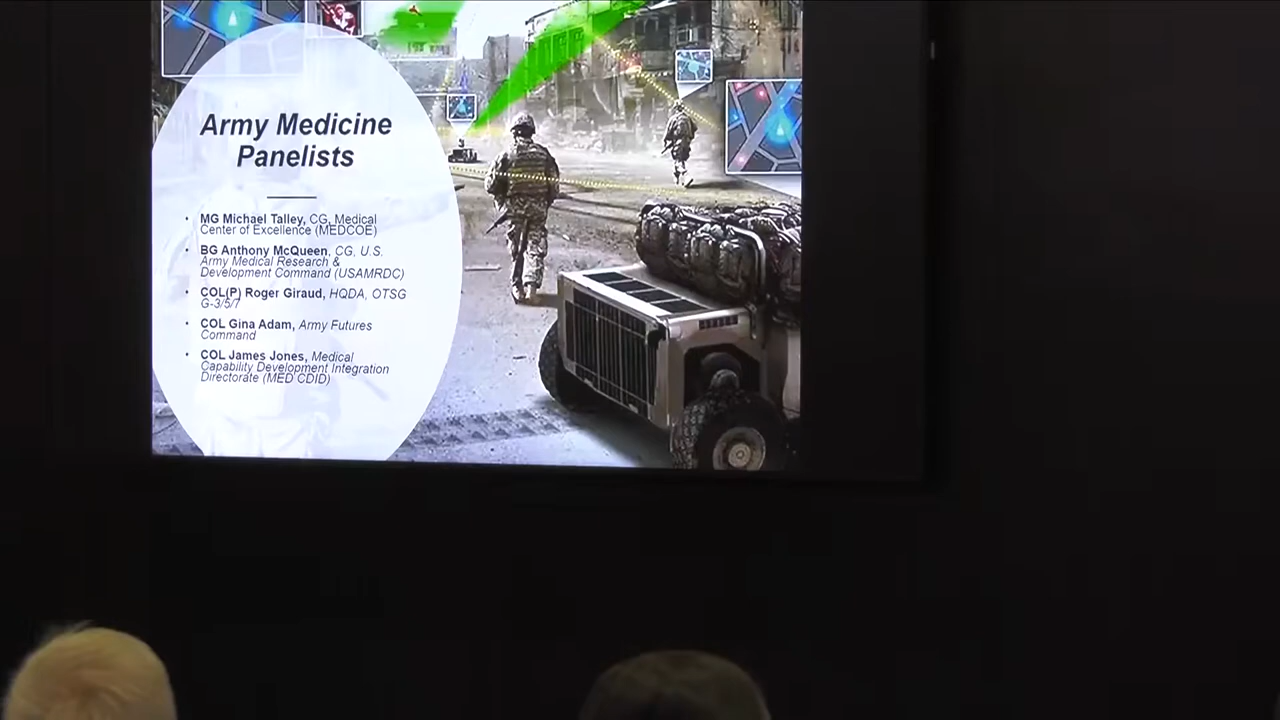 Army Medicine
Panelists
• MG Michael Talley, CG, Medical
Center of Excellence (MEDCOE)
• BG Anthony McQueen, CG, U.S.
Army Medical Research &
Development Command (USAMRDC)
• COL(P) Roger Giraud, HQDA, OTSG
G-3/5/7
• COL Gina Adam, Army Futures
Command
• COL James Jones, Medical
Capability Development Integration
Directorate (MED CDID)